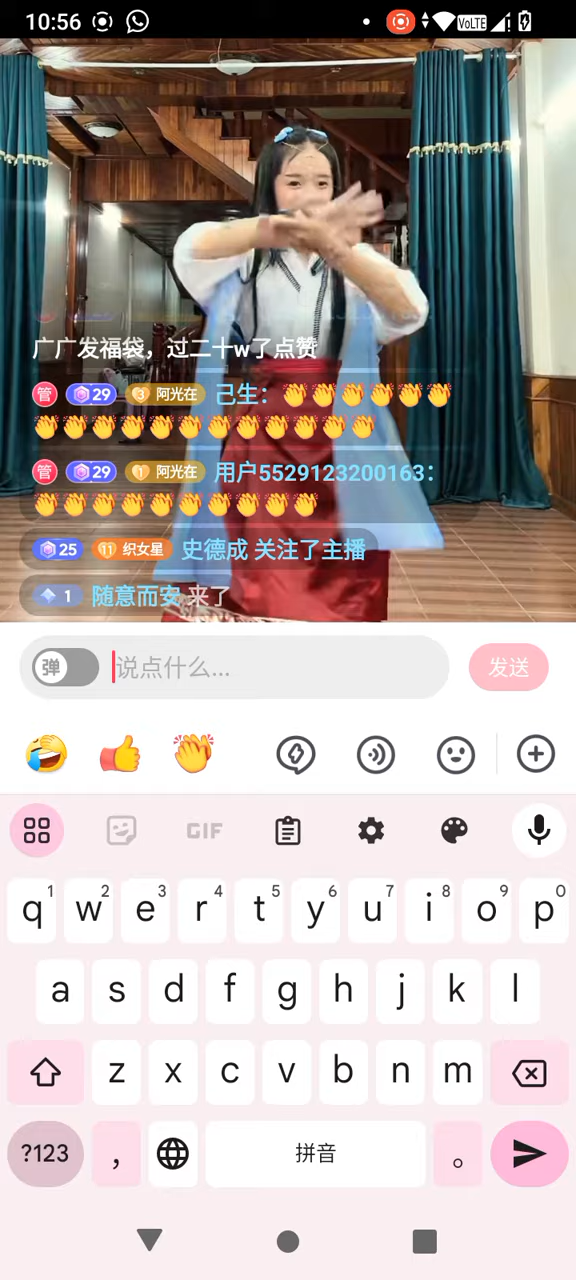 10:56
VoLTE
广广发福袋，过二十w了点赞
管 29 3 阿光在 己生：👏👏👏👏👏👏
👏👏👏👏👏👏👏👏👏👏👏👏
管 29 1 阿光在 用户5529123200163：
👏👏👏👏👏👏👏👏👏👏
25 11 织女星 史德成 关注了主播
1 随意而安 来了
弹 说点什么... 发送
GIF
q1 w2 e3 r4 t5 y6 u7 i8 o9 p0
a s d f g h j k l
z x c v b n m
?123 ， 拼音 。